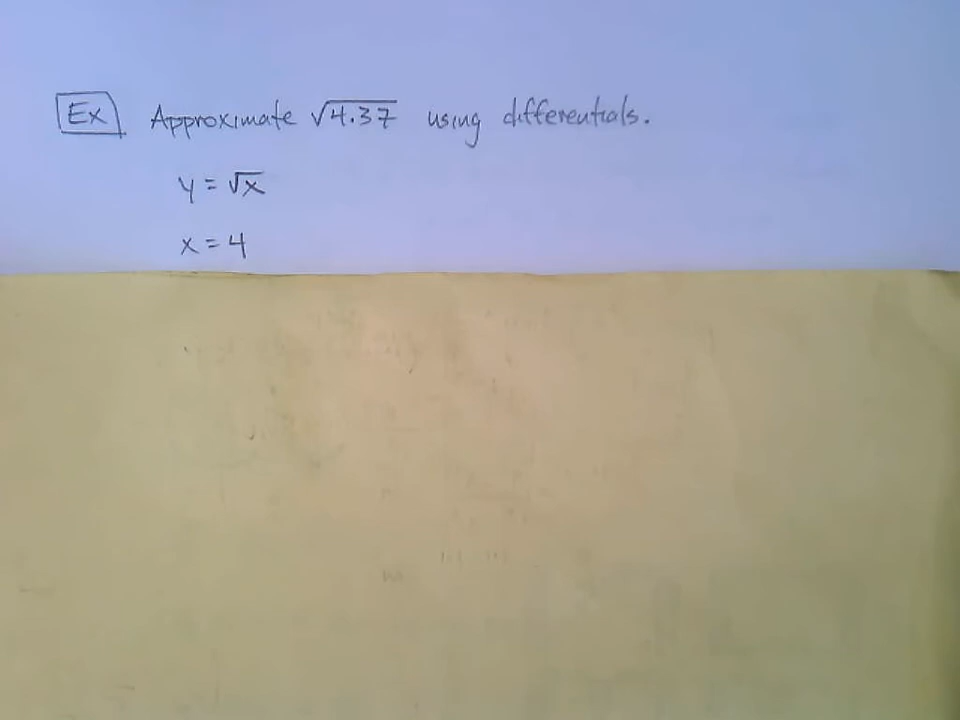 Ex Approximate √4.37 using differentials.
y = √x
x = 4